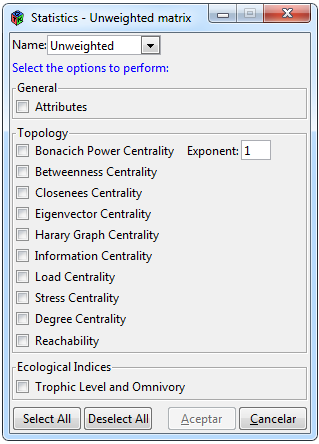 Statistics - Unweighted matrix
Name: Unweighted
Select the options to perform:
General
Attributes
Topology
Bonacich Power Centrality Exponent: 1
Betweenness Centrality
Closenees Centrality
Eigenvector Centrality
Harary Graph Centrality
Information Centrality
Load Centrality
Stress Centrality
Degree Centrality
Reachability
Ecological Indices
Trophic Level and Omnivory
Select All Deselect All Aceptar Cancelar